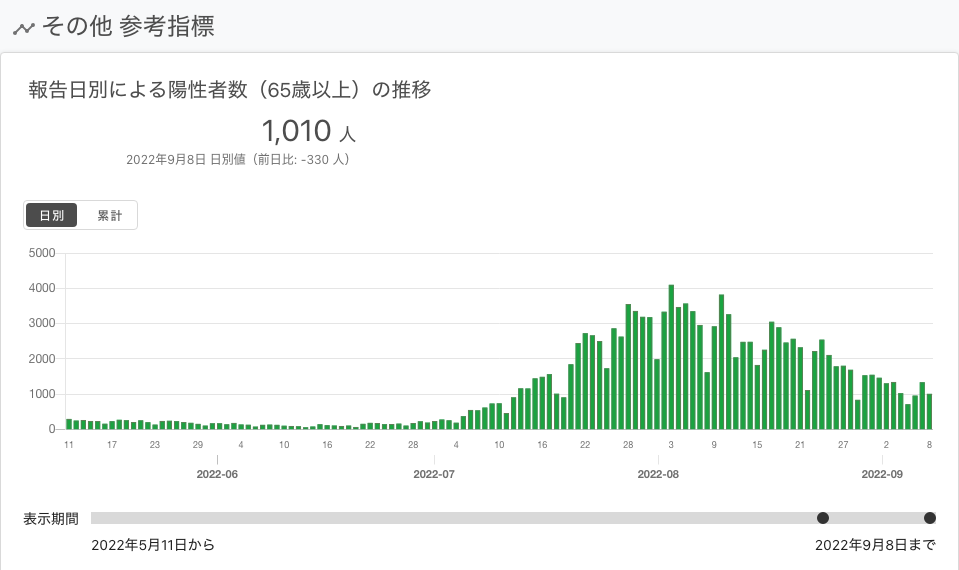 その他 参考指標
報告日別による陽性者数（65歳以上）の推移
1,010 人
2022年9月8日 日別値（前日比: -330 人）
日別 累計
5000
4000
3000
2000
1000
0
11 17 23 29 4 10 16 22 28 4 10 16 22 28 3 9 15 21 27 2 8
2022-06 2022-07 2022-08 2022-09
表示期間
2022年5月11日から 2022年9月8日まで